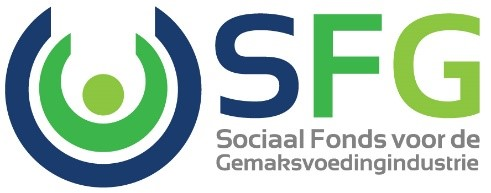 SFG
Sociaal Fonds voor de
Gemaksvoedingindustrie